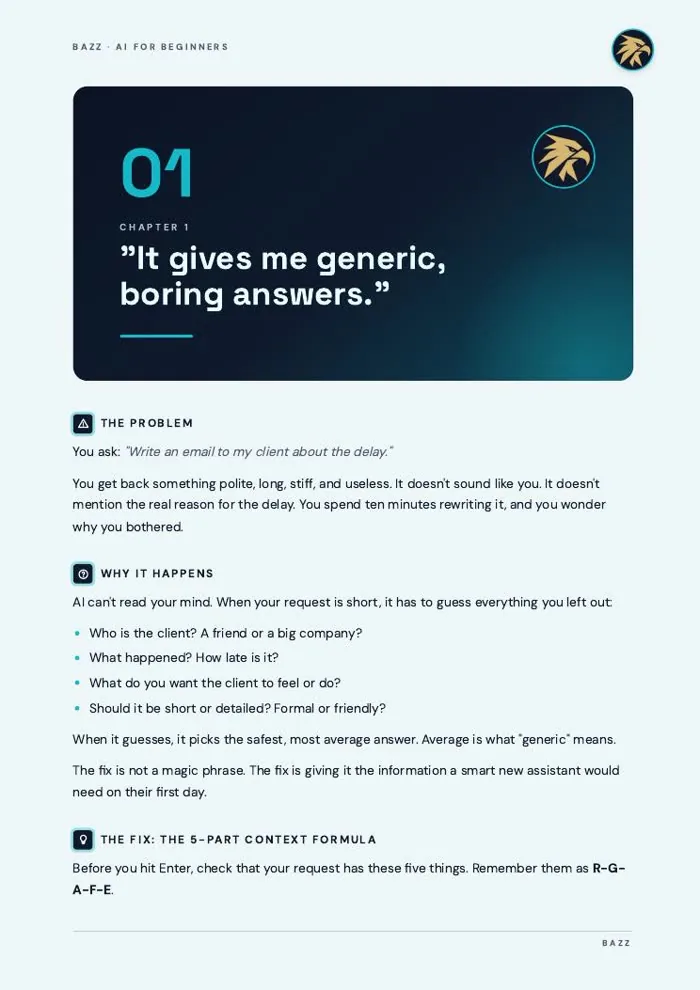 BAZZ · AI FOR BEGINNERS
01
CHAPTER 1
”It gives me generic,
boring answers.”
THE PROBLEM
You ask: "Write an email to my client about the delay."
You get back something polite, long, stiff, and useless. It doesn't sound like you. It doesn't
mention the real reason for the delay. You spend ten minutes rewriting it, and you wonder
why you bothered.
WHY IT HAPPENS
AI can't read your mind. When your request is short, it has to guess everything you left out:
• Who is the client? A friend or a big company?
• What happened? How late is it?
• What do you want the client to feel or do?
• Should it be short or detailed? Formal or friendly?
When it guesses, it picks the safest, most average answer. Average is what "generic" means.
The fix is not a magic phrase. The fix is giving it the information a smart new assistant would
need on their first day.
THE FIX: THE 5-PART CONTEXT FORMULA
Before you hit Enter, check that your request has these five things. Remember them as R-G-
A-F-E.
BAZZ